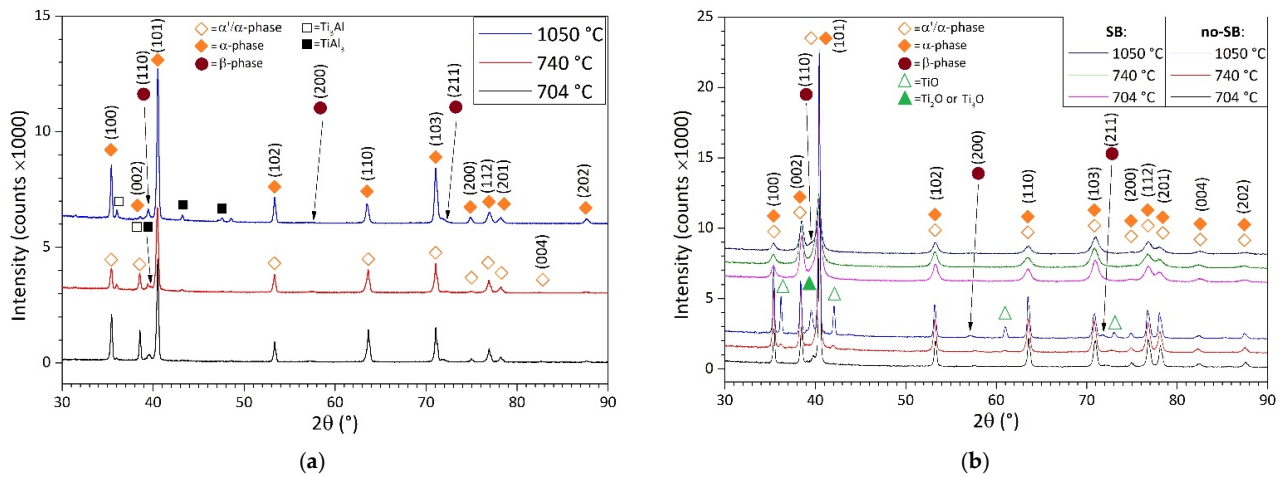 15
10
5
0
Intensity (counts ×1000)
30
40
50
60
70
80
90
2θ (°)
=α'/α-phase
=Ti₃Al
=α-phase
=TiAl₃
=β-phase
1050 °C
740 °C
704 °C
(100)
(002)
(110)
(101)
(102)
(200)
(110)
(103)
(211)
(200)
(112)
(201)
(004)
(202)
(a)
25
20
15
10
5
0
Intensity (counts ×1000)
30
40
50
60
70
80
90
2θ (°)
=α'/α-phase
=α-phase
=β-phase
=TiO
=Ti₂O or Ti₃O
SB: no-SB:
1050 °C 1050 °C
740 °C 740 °C
704 °C 704 °C
(100)
(002)
(110)
(101)
(102)
(200)
(110)
(103)
(211)
(200)
(112)
(201)
(004)
(202)
(b)